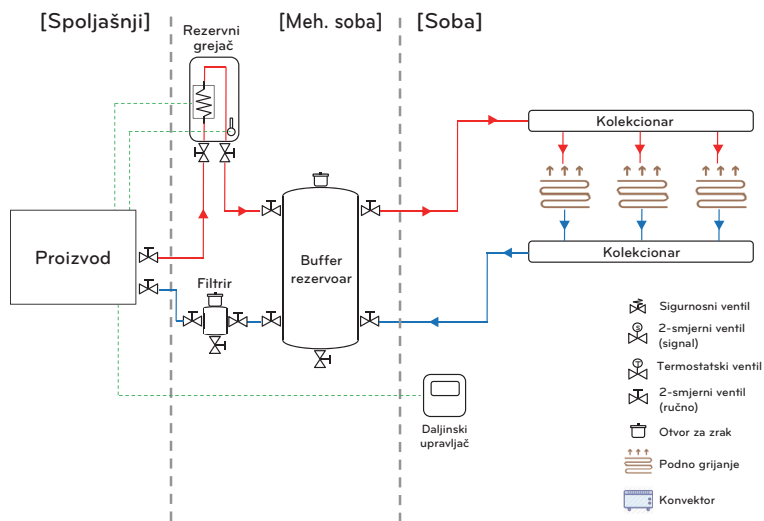 [Spoljašnji]
[Meh. soba]
[Soba]
Rezervni
grejač
Kolekcionar
Proizvod
Buffer
rezervoar
Kolekcionar
Filtrir
Daljinski
upravljač
Sigurnosni ventil
S
2-smjerni ventil
(signal)
T
Termostatski ventil
2-smjerni ventil
(ručno)
Otvor za zrak
Podno grijanje
Konvektor